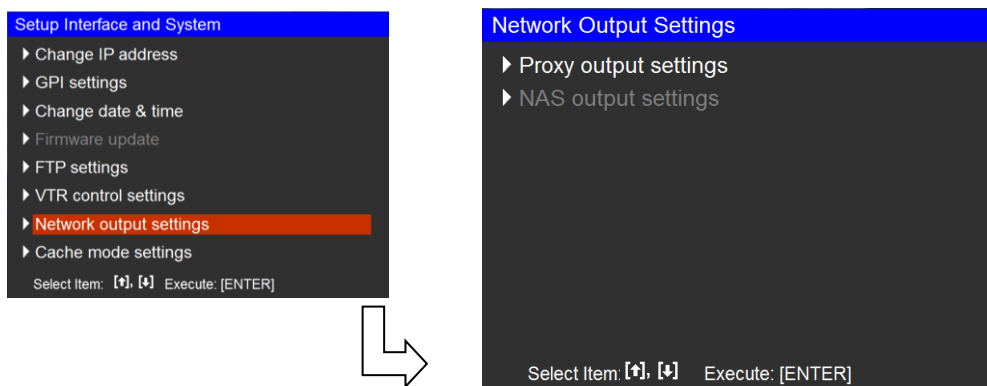 Setup Interface and System
Change IP address
GPI settings
Change date & time
Firmware update
FTP settings
VTR control settings
Network output settings
Cache mode settings
Select Item: [↑], [↓] Execute: [ENTER]
Network Output Settings
Proxy output settings
NAS output settings
Select Item: [↑], [↓] Execute: [ENTER]